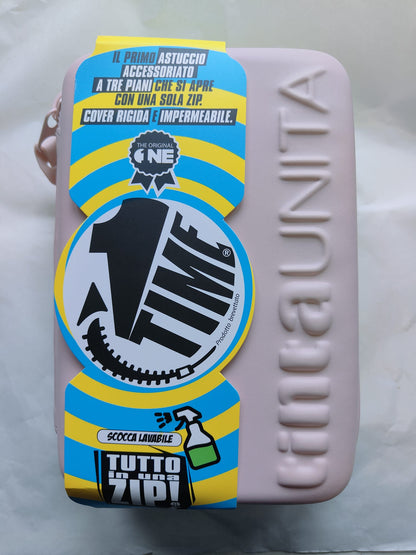 IL PRIMO ASTUCCIO
ACCESSORIATO
A TRE PIANI CHE SI APRE
CON UNA SOLA ZIP.
COVER RIGIDA E IMPERMEABILE.
THE ORIGINAL
ONE
1
TIME®
Prodotto brevettato
SCOCCA LAVABILE
TUTTO
in una
ZIP!
tintaUNITA